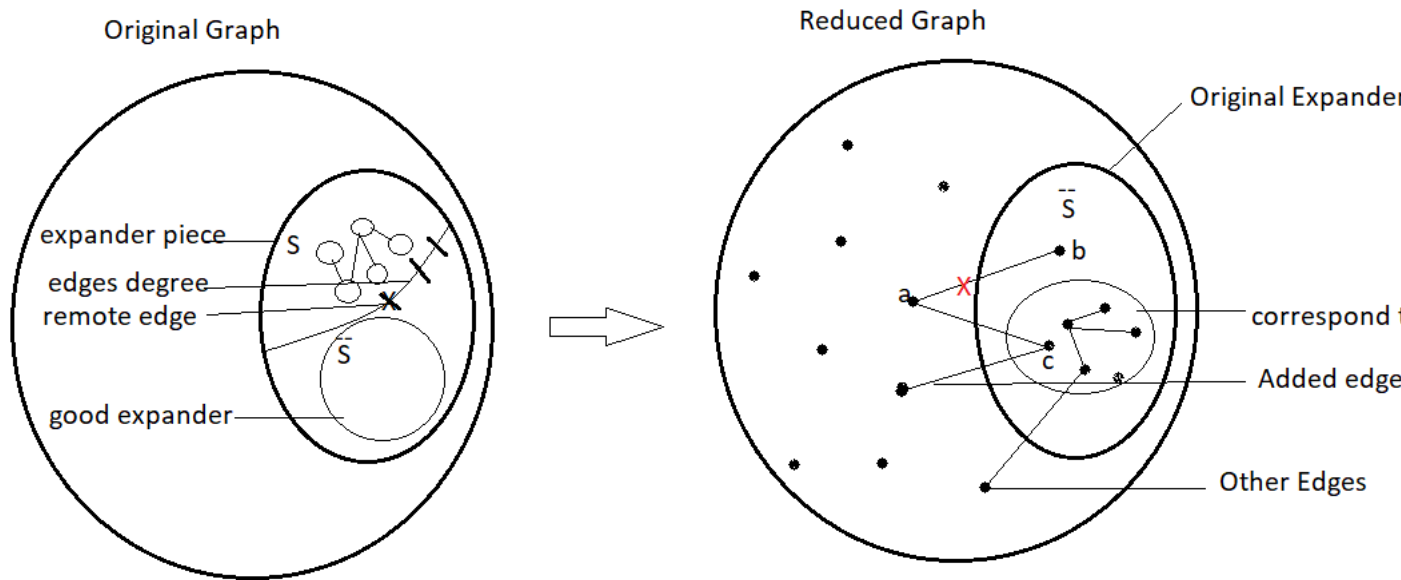 Original Graph
Reduced Graph
Original Expander
expander piece
S
edges degree
remote edge
X
S̄
good expander
S̄
b
X
a
c
correspond t
Added edge
Other Edges